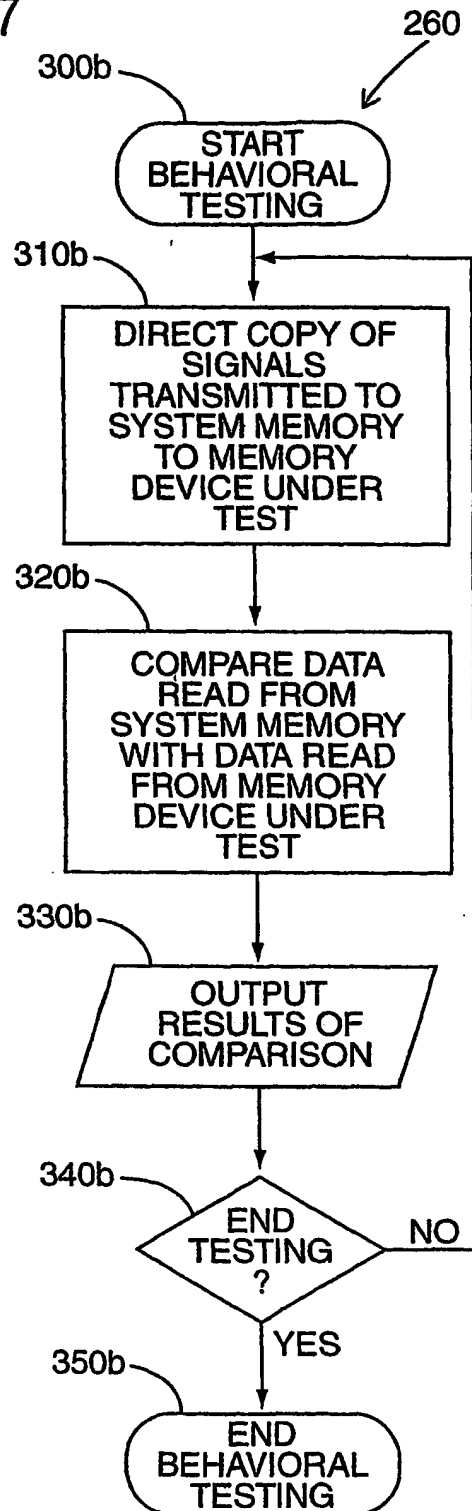 7
260
300b
START
BEHAVIORAL
TESTING
310b
DIRECT COPY OF
SIGNALS
TRANSMITTED TO
SYSTEM MEMORY
TO MEMORY
DEVICE UNDER
TEST
320b
COMPARE DATA
READ FROM
SYSTEM MEMORY
WITH DATA READ
FROM MEMORY
DEVICE UNDER
TEST
330b
OUTPUT
RESULTS OF
COMPARISON
340b
END
TESTING
?
NO
YES
350b
END
BEHAVIORAL
TESTING